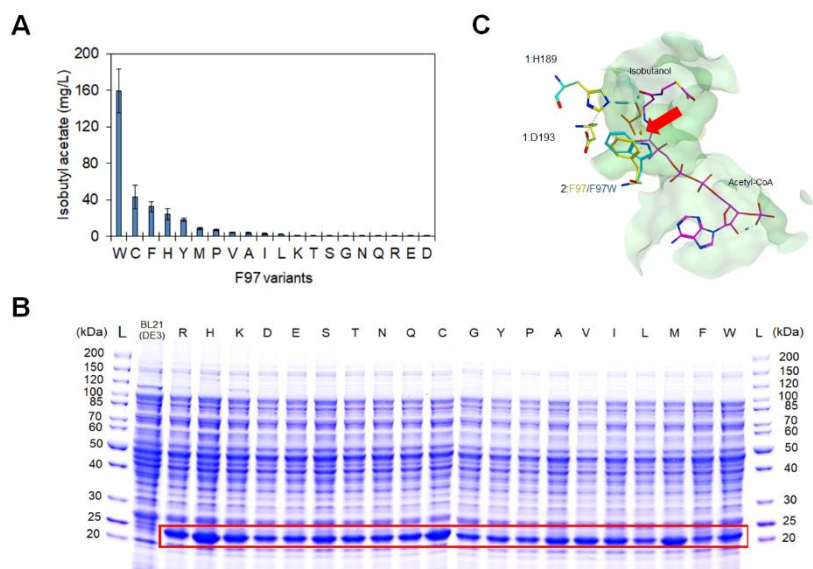 A
Isobutyl acetate (mg/L)
200
160
120
80
40
0
W C F H Y M P V A I L K T S G N Q R E D
F97 variants
C
1:H189
Isobutanol
1:D193
2:F97/F97W
Acetyl-CoA
B
(kDa) L BL21 (DE3) R H K D E S T N Q C G Y P A V I L M F W L (kDa)
200 200
150 150
120 120
100 100
85 85
70 70
60 60
50 50
40 40
30 30
25 25
20 20